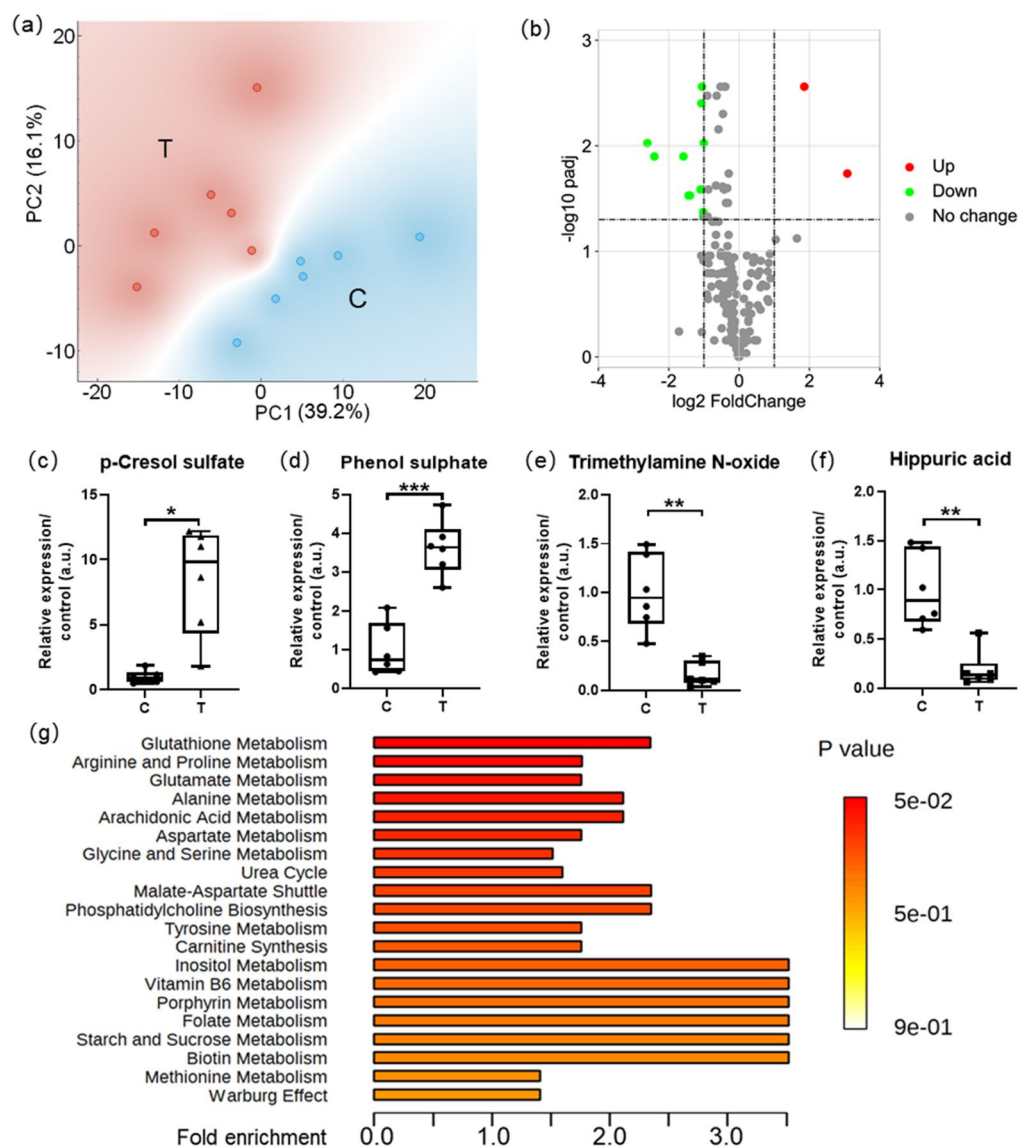 (a)
20
10
0
-10
PC2 (16.1%)
T
C
-20 -10 0 10 20
PC1 (39.2%)
(b)
3
2
1
0
-log10 padj
-4 -2 0 2 4
log2 FoldChange
Up
Down
No change
(c) p-Cresol sulfate
Relative expression/
control (a.u.)
15
10
5
0
*
C T
(d) Phenol sulphate
Relative expression/
control (a.u.)
5
4
3
2
1
0
***
C T
(e) Trimethylamine N-oxide
Relative expression/
control (a.u.)
2.0
1.5
1.0
0.5
0.0
**
C T
(f) Hippuric acid
Relative expression/
control (a.u.)
2.0
1.5
1.0
0.5
0.0
**
C T
(g)
Glutathione Metabolism
Arginine and Proline Metabolism
Glutamate Metabolism
Alanine Metabolism
Arachidonic Acid Metabolism
Aspartate Metabolism
Glycine and Serine Metabolism
Urea Cycle
Malate-Aspartate Shuttle
Phosphatidylcholine Biosynthesis
Tyrosine Metabolism
Carnitine Synthesis
Inositol Metabolism
Vitamin B6 Metabolism
Porphyrin Metabolism
Folate Metabolism
Starch and Sucrose Metabolism
Biotin Metabolism
Methionine Metabolism
Warburg Effect
Fold enrichment 0.0 1.0 2.0 3.0
P value
5e-02
5e-01
9e-01